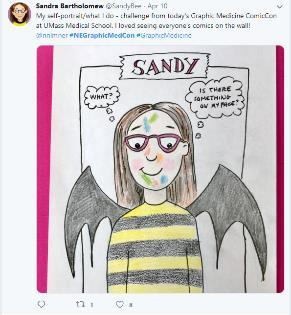 Sandra Bartholomew @SandyBee · Apr 10
My self-portrait/what I do - challenge from today's Graphic Medicine ComicCon
at UMass Medical School. I loved seeing everyone's comics on the wall!
@nnlmner #NEGraphicMedCon #GraphicMedicine
SANDY
WHAT?
IS THERE
SOMETHING
ON MY FACE?
1
8